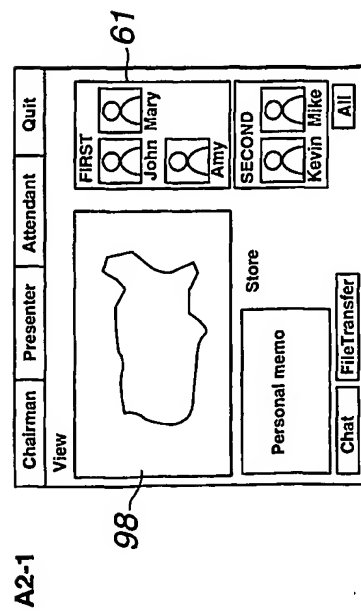 A2-1
Chairman Presenter Attendant Quit
View
FIRST
John Mary
Amy
61
98
SECOND
Kevin Mike
Store
Personal memo
Chat FileTransfer All